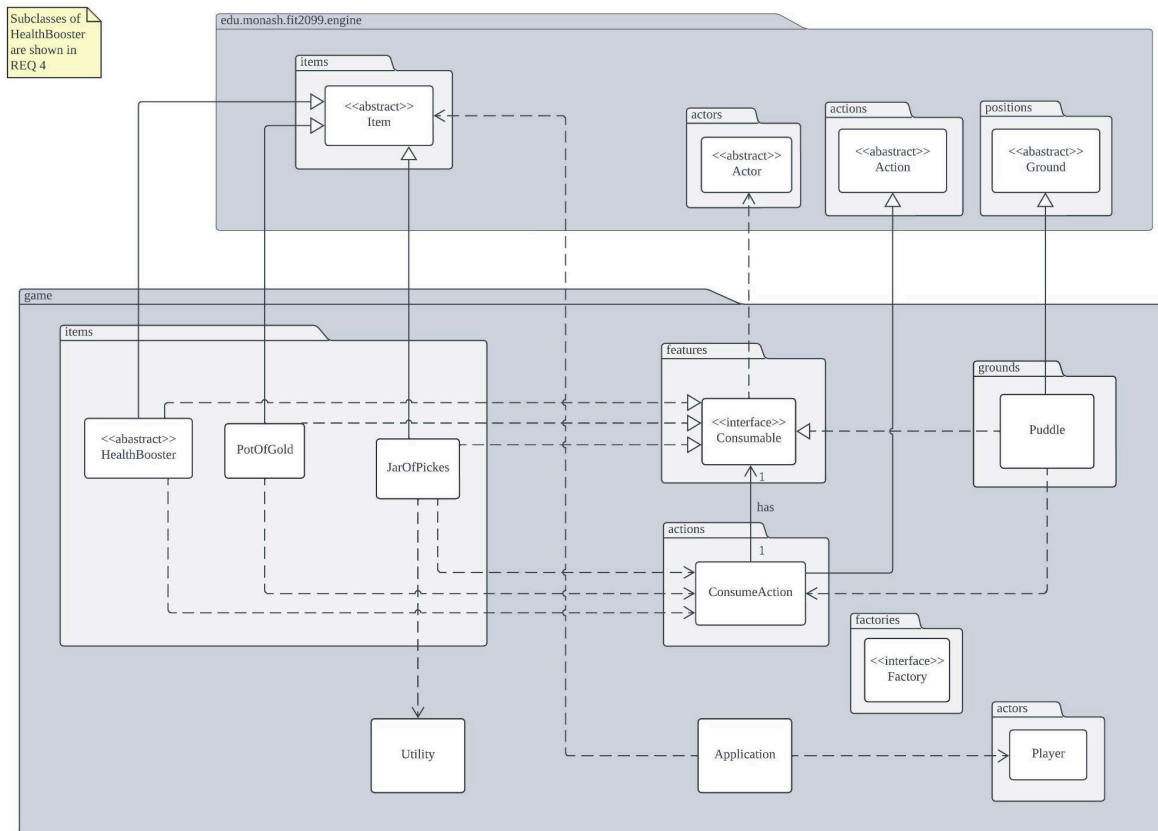 Subclasses of
HealthBooster
are shown in
REQ 4
edu.monash.fit2099.engine
items
<<abstract>>
Item
actors
<<abstract>>
Actor
actions
<<abastract>>
Action
positions
<<abastract>>
Ground
game
items
<<abastract>>
HealthBooster
PotOfGold
JarOfPickes
features
<<interface>>
Consumable
1
has
1
actions
ConsumeAction
grounds
Puddle
factories
<<interface>>
Factory
actors
Player
Utility
Application